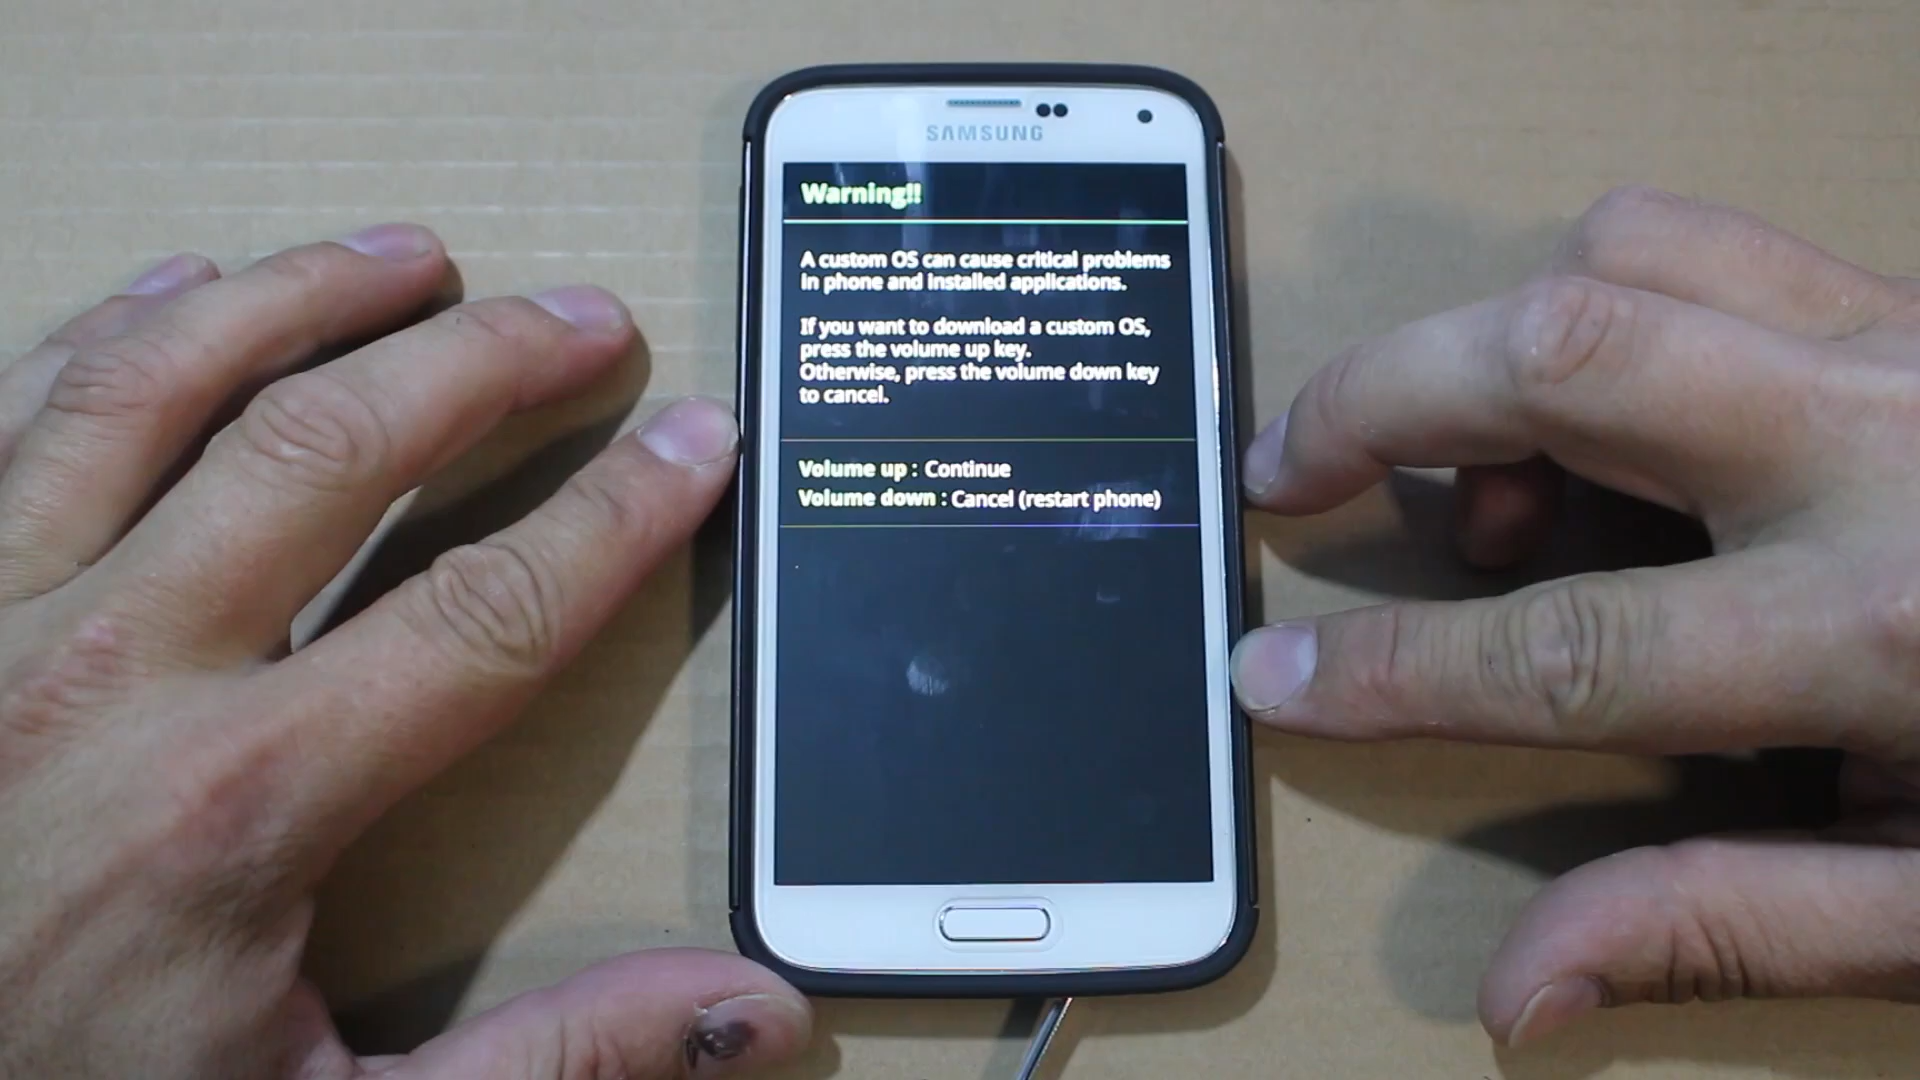 SAMSUNG
Warning!!
A custom OS can cause critical problems
in phone and installed applications.
If you want to download a custom OS,
press the volume up key.
Otherwise, press the volume down key
to cancel.
Volume up : Continue
Volume down : Cancel (restart phone)